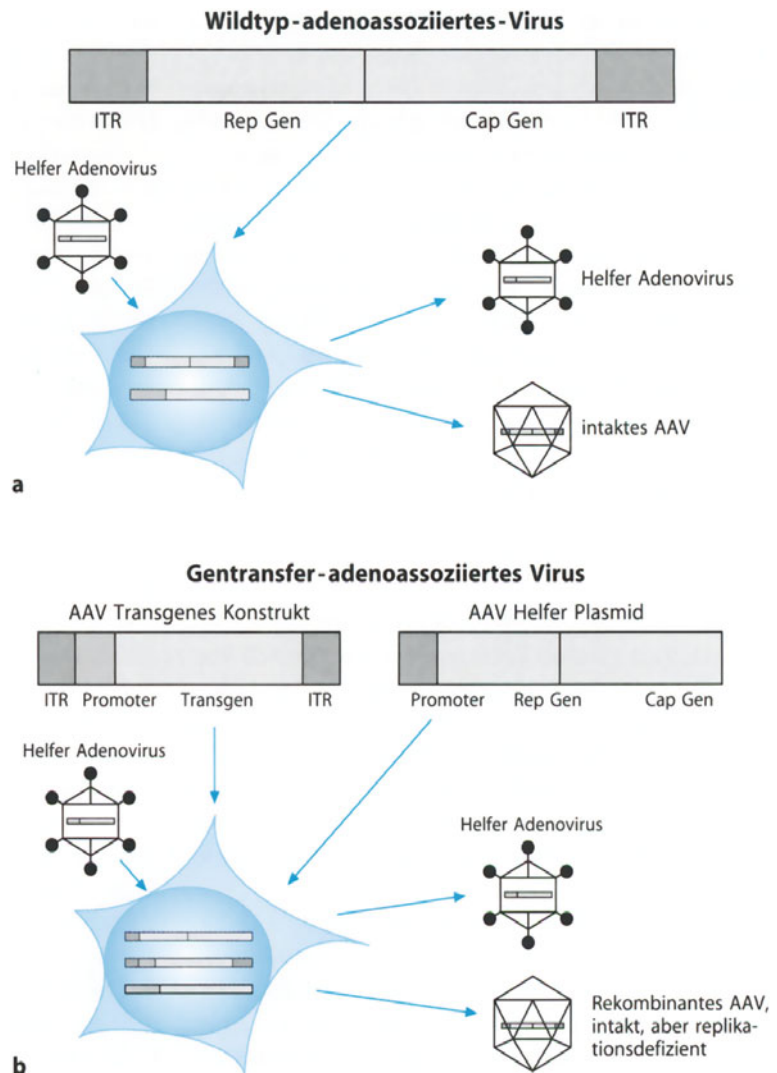 Wildtyp-adenoassoziiertes-Virus
ITR Rep Gen Cap Gen ITR
Helfer Adenovirus
Helfer Adenovirus
intaktes AAV
a
Gentransfer-adenoassoziiertes Virus
AAV Transgenes Konstrukt
AAV Helfer Plasmid
ITR Promoter Transgen ITR
Promoter Rep Gen Cap Gen
Helfer Adenovirus
Helfer Adenovirus
Rekombinantes AAV,
intakt, aber replika-
tionsdefizient
b